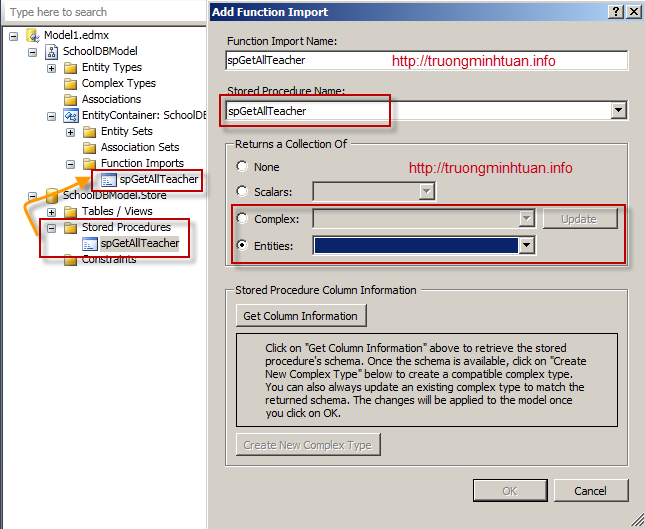 Type here to search
Model1.edmx
SchoolDBModel
Entity Types
Complex Types
Associations
EntityContainer: SchoolDB
Entity Sets
Association Sets
Function Imports
spGetAllTeacher
SchoolDBModel.Store
Tables / Views
Stored Procedures
spGetAllTeacher
Constraints
Add Function Import
Function Import Name:
spGetAllTeacher http://truongminhtuan.info
Stored Procedure Name:
spGetAllTeacher
Returns a Collection Of
None http://truongminhtuan.info
Scalars:
Complex: Update
Entities:
Stored Procedure Column Information
Get Column Information
Click on "Get Column Information" above to retrieve the stored
procedure's schema. Once the schema is available, click on "Create
New Complex Type" below to create a compatible complex type.
You can also always update an existing complex type to match the
returned schema. The changes will be applied to the model once
you click on OK.
Create New Complex Type
OK Cancel